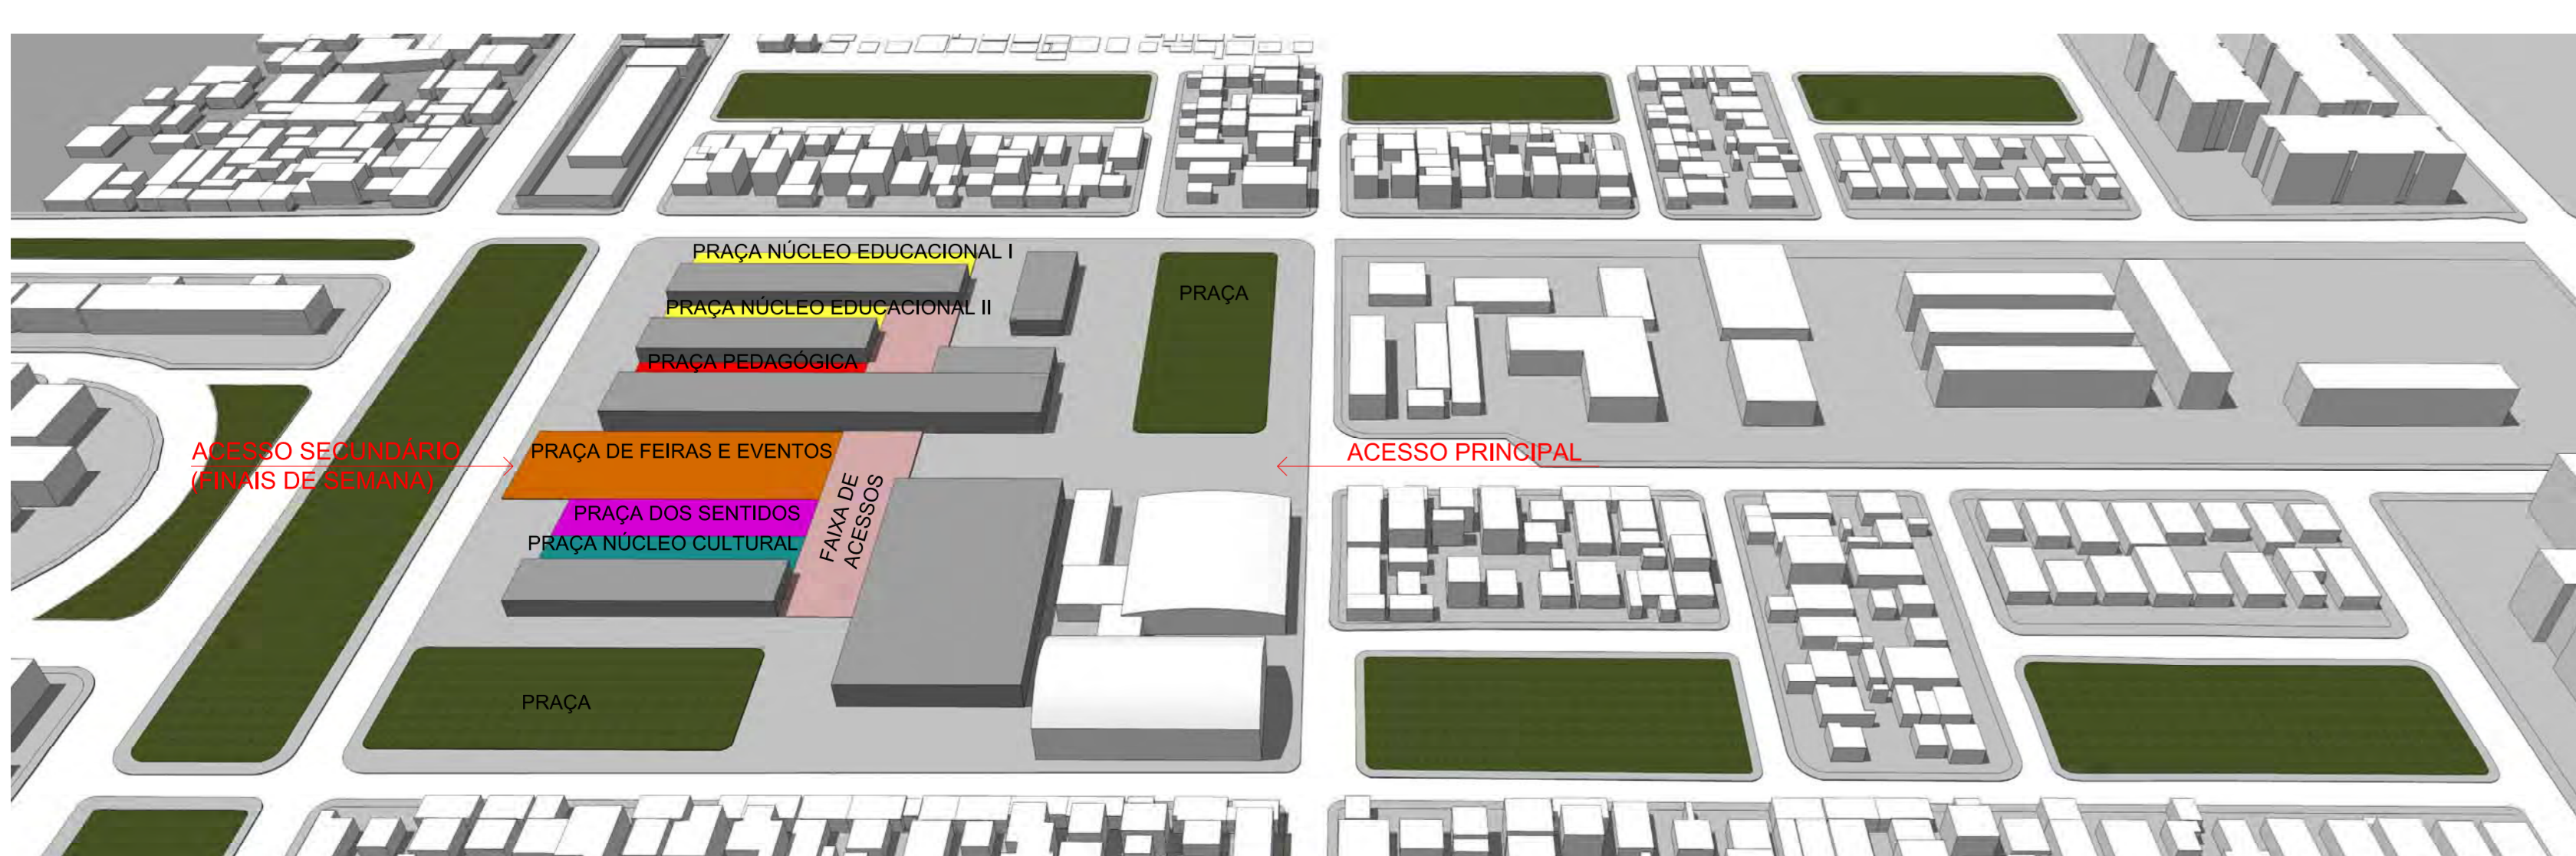 PRAÇA NÚCLEO EDUCACIONAL I
PRAÇA
PRAÇA NÚCLEO EDUCACIONAL II
PRAÇA PEDAGÓGICA
ACESSO SECUNDÁRIO
(FINAIS DE SEMANA)
PRAÇA DE FEIRAS E EVENTOS
ACESSO PRINCIPAL
PRAÇA DOS SENTIDOS
FAIXA DE
ACESSOS
PRAÇA NÚCLEO CULTURAL
PRAÇA